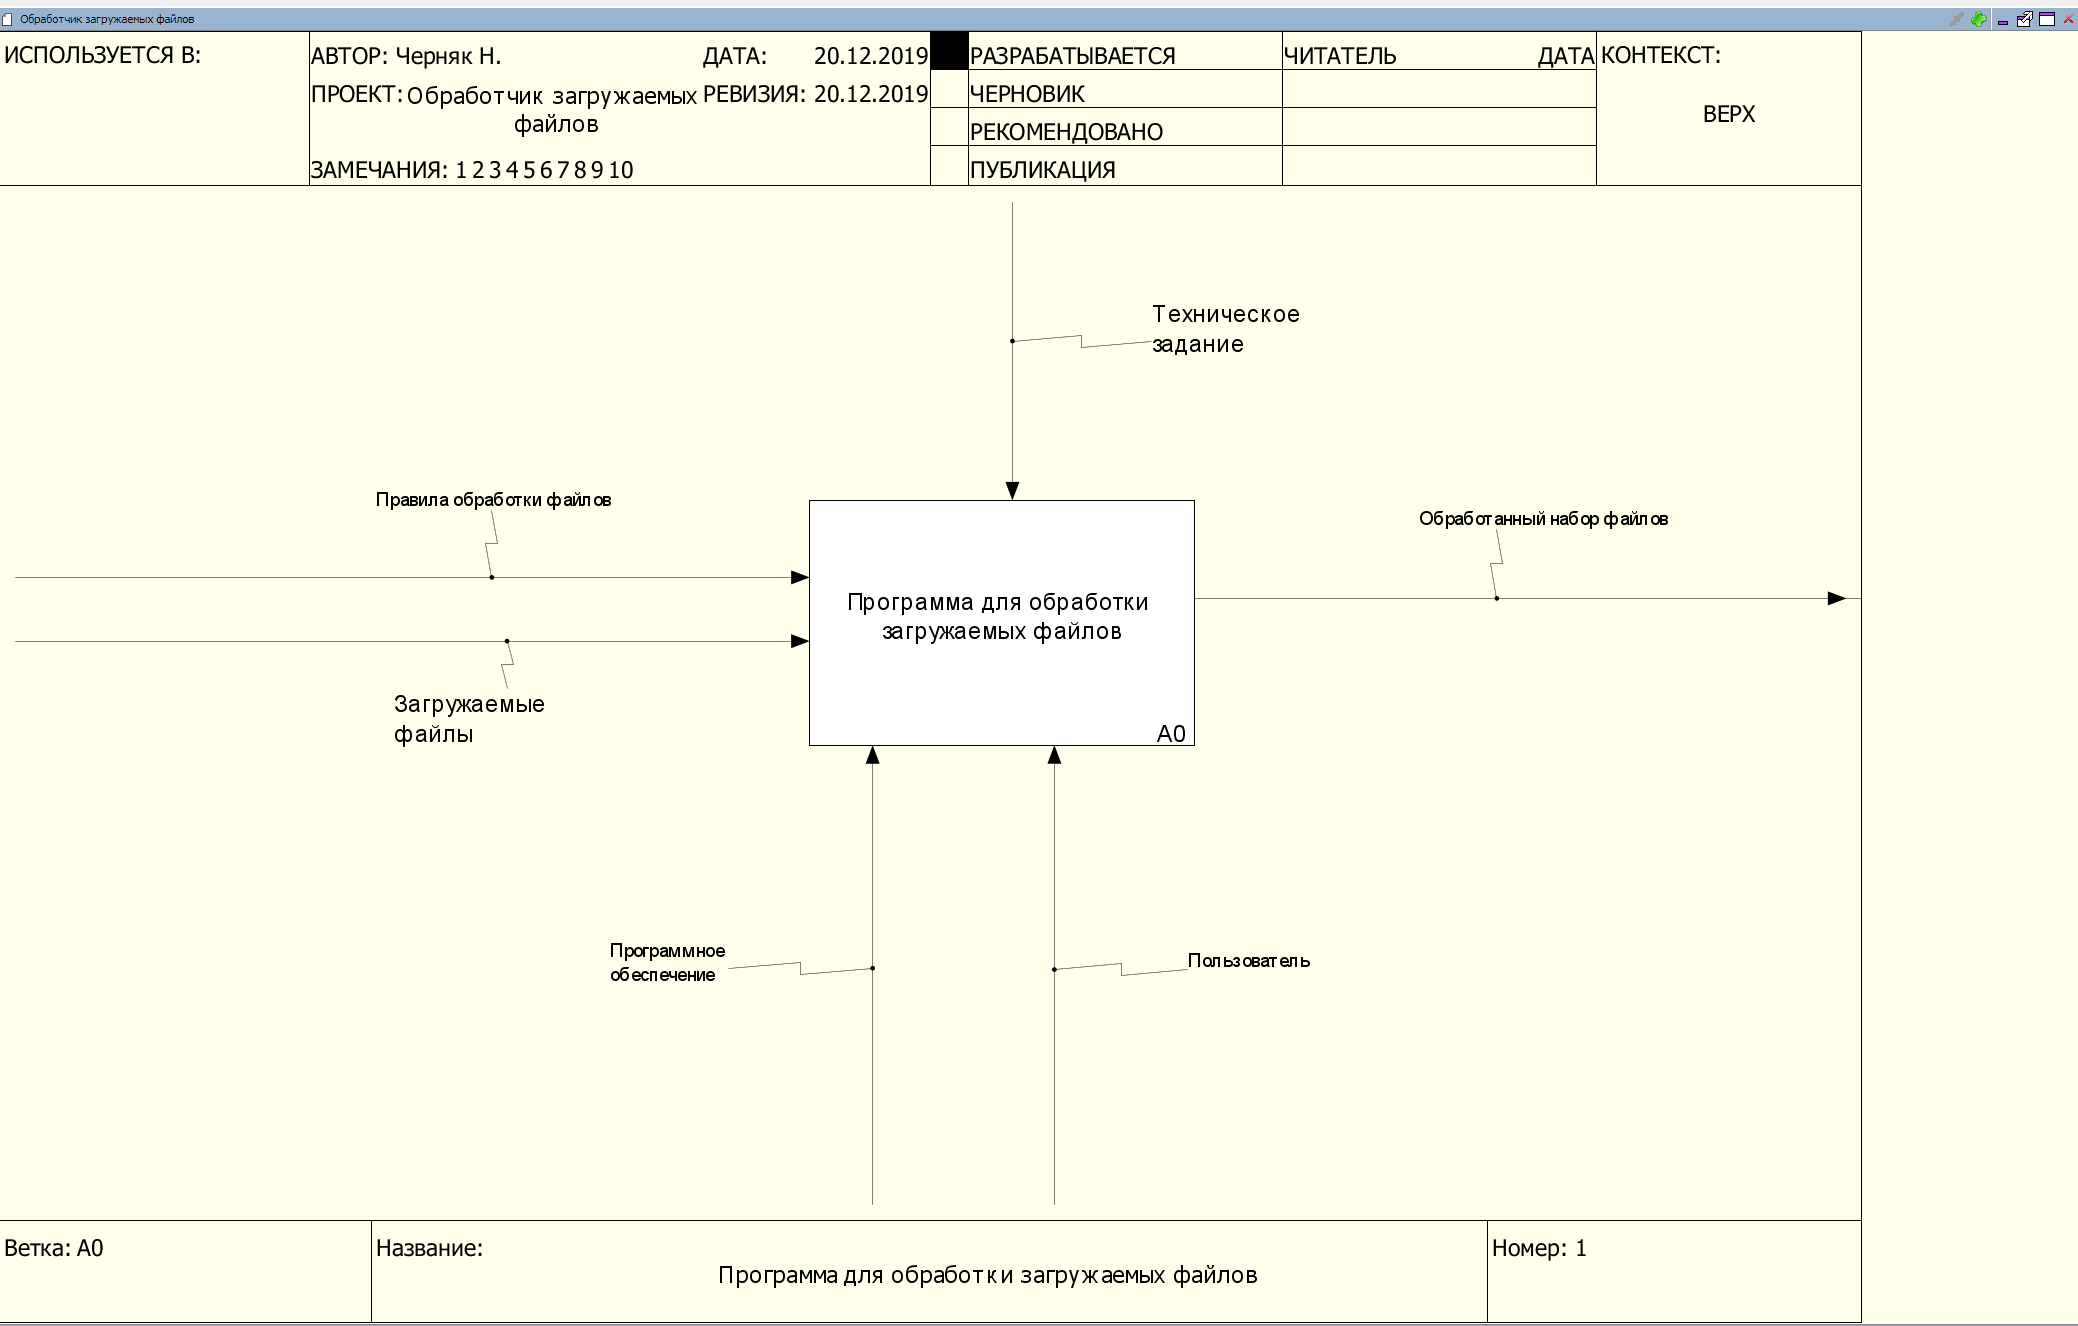 Обработчик загружаемых файлов
ИСПОЛЬЗУЕТСЯ В:
АВТОР: Черняк Н.
ДАТА: 20.12.2019
ПРОЕКТ: Обработчик загружаемых
файлов
РЕВИЗИЯ: 20.12.2019
ЗАМЕЧАНИЯ: 1 2 3 4 5 6 7 8 9 10
РАЗРАБАТЫВАЕТСЯ
ЧЕРНОВИК
РЕКОМЕНДОВАНО
ПУБЛИКАЦИЯ
ЧИТАТЕЛЬ
ДАТА
КОНТЕКСТ:
ВЕРХ
Техническое
задание
Правила обработки файлов
Обработанный набор файлов
Программа для обработки
загружаемых файлов
A0
Загружаемые
файлы
Программное
обеспечение
Пользователь
Ветка: A0
Название:
Программа для обработки загружаемых файлов
Номер: 1